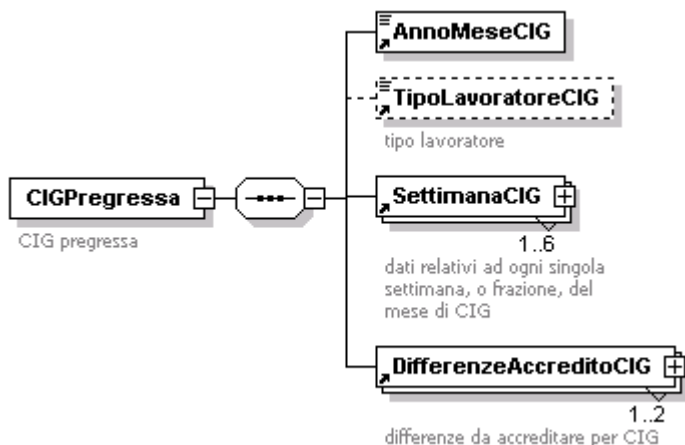 AnnoMeseCIG
TipoLavoratoreCIG
tipo lavoratore
CIGPregressa
CIG pregressa
SettimanaCIG
1..6
dati relativi ad ogni singola
settimana, o frazione, del
mese di CIG
DifferenzeAccreditoCIG
1..2
differenze da accreditare per CIG